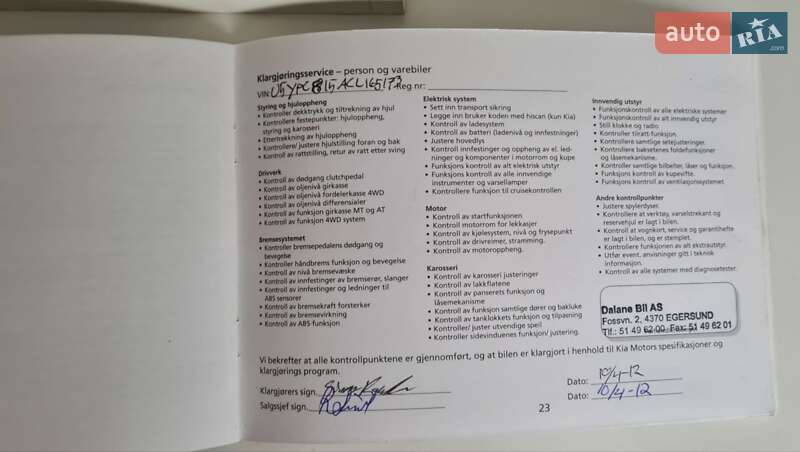 auto RIA
Klargjøringsservice – person og varebiler
VIN: U5YPC815ACL165173 Reg nr:
Styring og hjuloppheng
• Kontroller dekktrykk og tiltrekning av hjul
• Kontrollere festepunkter: hjuloppheng,
styring og karosseri
• Ettertrekking av hjuloppheng
• Kontrollere/ justere hjulstilling foran og bak
• Kontroll av rattstilling, retur av ratt etter sving
Drivverk
• Kontroll av dødgang clutchpedal
• Kontroll av oljenivå girkasse
• Kontroll av oljenivå fordelerkasse 4WD
• Kontroll av oljenivå differensialer
• Kontroll av funksjon girkasse MT og AT
• Kontroll av funksjon 4WD system
Bremsesystemet
• Kontroller bremsepedalens dødgang og
bevegelse
• Kontroller håndbrems funksjon og bevegelse
• Kontroll av nivå bremsevæske
• Kontroll av innfestinger av bremserør, slanger
• Kontroll av innfestinger og ledninger til
ABS sensorer
• Kontroll av bremsekraft forsterker
• Kontroll av bremsevirkning
• Kontroll av ABS-funksjon
Elektrisk system
• Sett inn transport sikring
• Legge inn bruker koden med hiscan (kun Kia)
• Kontroll av ladesystem
• Kontroll av batteri (ladenivå og innfestninger)
• Justere hovedlys
• Kontroll innfestinger og oppheng av el. led-
ninger og komponenter i motorrom og kupe
• Funksjons kontroll av alt elektrisk utstyr
• Funksjons kontroll av alle innvendige
instrumenter og varsellamper
• Kontrollere funksjon til cruisekontrollen
Motor
• Kontroll av startfunksjonen
• Kontroll motorrom for lekkasjer
• Kontroll av kjølesystem, nivå og frysepunkt
• Kontroll av drivreimer, stramming.
• Kontroll av motoroppheng.
Karosseri
• Kontroll av karosseri justeringer
• Kontroll av lakkflatene
• Kontroll av panserets funksjon og
låsemekanisme
• Kontroll av funksjon samtlige dører og bakluke
• Kontroll av tanklokkets funksjon og tilpasning
• Kontroller/ juster utvendige speil
• Kontroller sidevinduenes funksjon/ justering.
Innvendig utstyr
• Funksjonskontroll av alle elektriske systemer
• Funksjonskontroll av alt innvendig utstyr
• Still klokke og radio
• Kontroller tilratt-funksjon.
• Kontrollere samtlige setejusteringer.
• Kontrollere baksetenes foldefunksjoner
og låsemekanisme.
• Kontroller samtlige bilbelter, låser og funksjon.
• Funksjons kontroll av kupevifte.
• Funksjons kontroll av ventilasjonsystemet.
Andre kontrollpunkter
• Justere spylerdyser.
• Kontrollere at verktøy, varseltrekant og
reservehjul er lagt i bilen.
• Kontroll at vognkort, service og garantihefte
er lagt i bilen, og er stemplet.
• Kontrollere funksjonen av alt ekstrautstyr.
• Utfør event. anvisninger gitt i teknisk
informasjon.
• Kontroll av alle systemer med diagnosetester.
Dalane Bil AS
Fossvn. 2, 4370 EGERSUND
Tlf.: 51 49 62 00 Fax: 51 49 62 01
Vi bekrefter at alle kontrollpunktene er gjennomført, og at bilen er klargjort i henhold til Kia Motors spesifikasjoner og
klargjørings program.
Klargjørers sign. Dato: 10/4-12
Salgssjef sign. Dato: 10/4-12
23